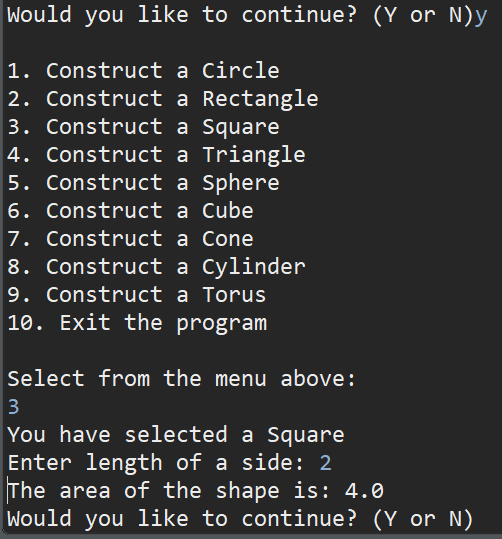 Would you like to continue? (Y or N)y
1. Construct a Circle
2. Construct a Rectangle
3. Construct a Square
4. Construct a Triangle
5. Construct a Sphere
6. Construct a Cube
7. Construct a Cone
8. Construct a Cylinder
9. Construct a Torus
10. Exit the program
Select from the menu above:
3
You have selected a Square
Enter length of a side: 2
The area of the shape is: 4.0
Would you like to continue? (Y or N)